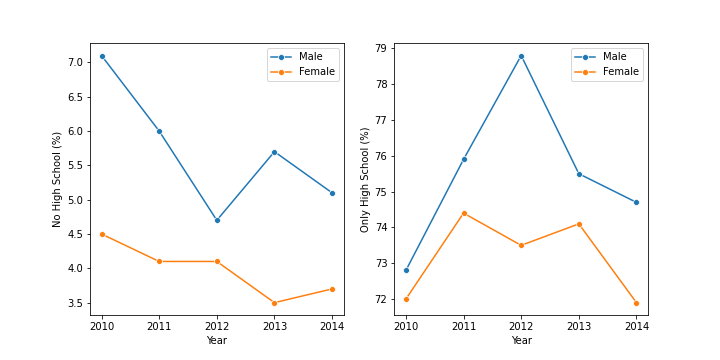 No High School (%)
7.0
6.5
6.0
5.5
5.0
4.5
4.0
3.5
2010 2011 2012 2013 2014
Year
Male
Female
Only High School (%)
79
78
77
76
75
74
73
72
2010 2011 2012 2013 2014
Year
Male
Female